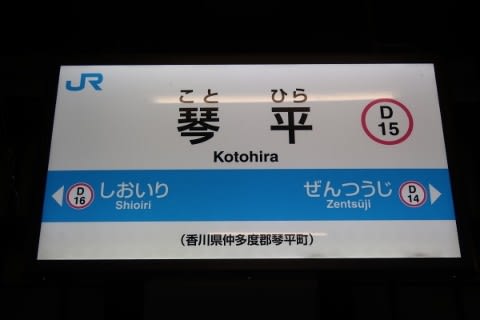 JR
こと ひら
琴 平
D
15
Kotohira
D
16
しおいり
Shioiri
ぜんつうじ
Zentsūji
D
14
（香川県仲多度郡琴平町）